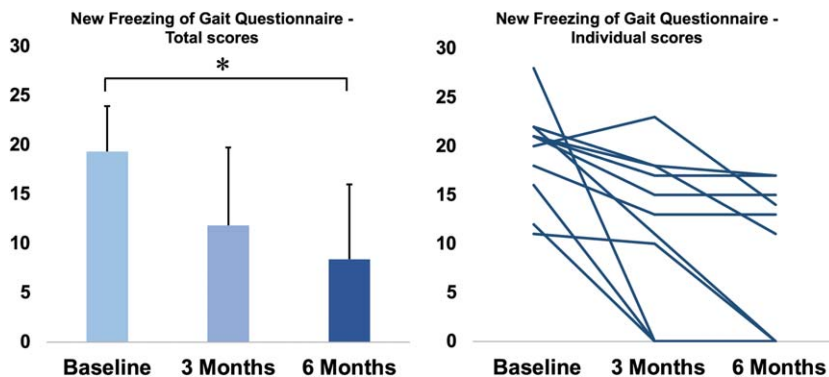 New Freezing of Gait Questionnaire -
Total scores
30
25
20
15
10
5
0
*
Baseline
3 Months
6 Months
New Freezing of Gait Questionnaire -
Individual scores
30
25
20
15
10
5
0
Baseline
3 Months
6 Months